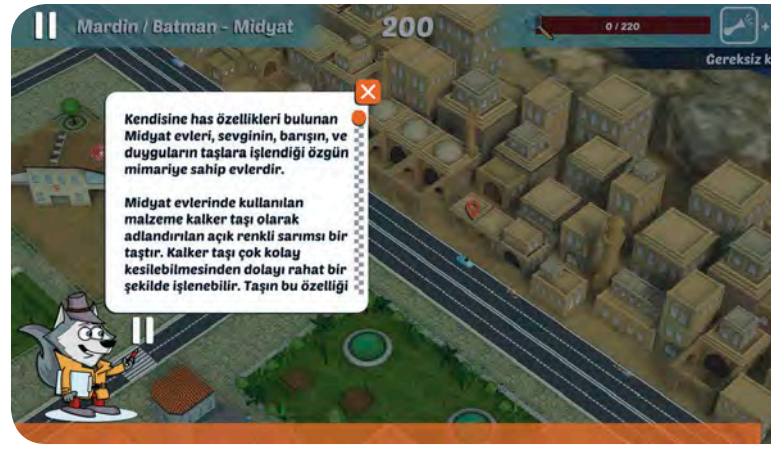 Mardin / Batman - Midyat
200
0 / 220
+
Gereksiz
Kendisine has özellikleri bulunan
Midyat evleri, sevginin, barışın, ve
duyguların taşlara işlendiği özgün
mimariye sahip evlerdir.
Midyat evlerinde kullanılan
malzeme kalker taşı olarak
adlandırılan açık renkli sarımsı bir
taştır. Kalker taşı çok kolay
kesilebilmesinden dolayı rahat bir
şekilde işlenebilir. Taşın bu özelliği